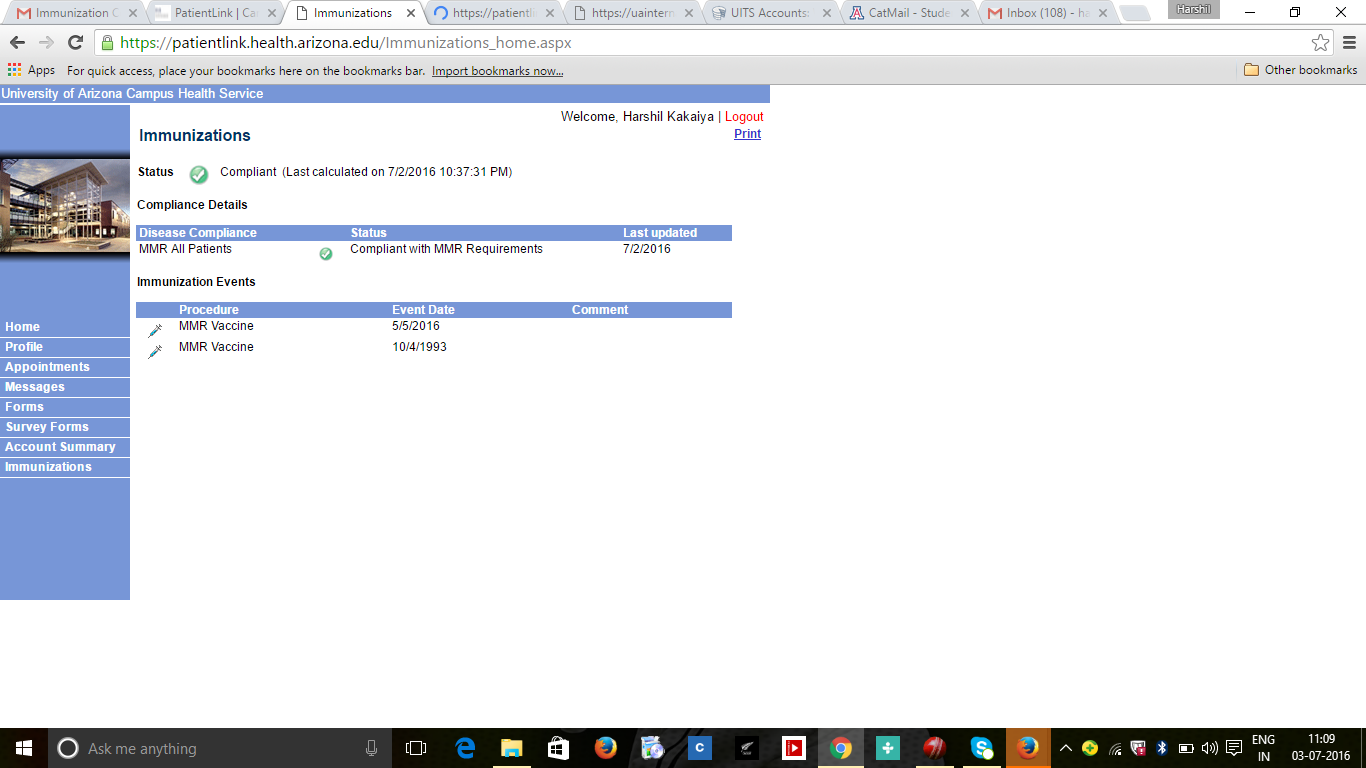 Immunization C
PatientLink | Ca
Immunizations
https://patientl
https://uaintern
UITS Accounts:
CatMail - Stude
Inbox (108) - ha
Harshil
https://patientlink.health.arizona.edu/Immunizations_home.aspx
Apps For quick access, place your bookmarks here on the bookmarks bar. Import bookmarks now... Other bookmarks
University of Arizona Campus Health Service
Welcome, Harshil Kakaiya | Logout
Immunizations Print
Status Compliant (Last calculated on 7/2/2016 10:37:31 PM)
Compliance Details
Disease Compliance Status Last updated
MMR All Patients Compliant with MMR Requirements 7/2/2016
Immunization Events
Procedure Event Date Comment
MMR Vaccine 5/5/2016
MMR Vaccine 10/4/1993
Home
Profile
Appointments
Messages
Forms
Survey Forms
Account Summary
Immunizations
Ask me anything
C
ENG
IN
11:09
03-07-2016